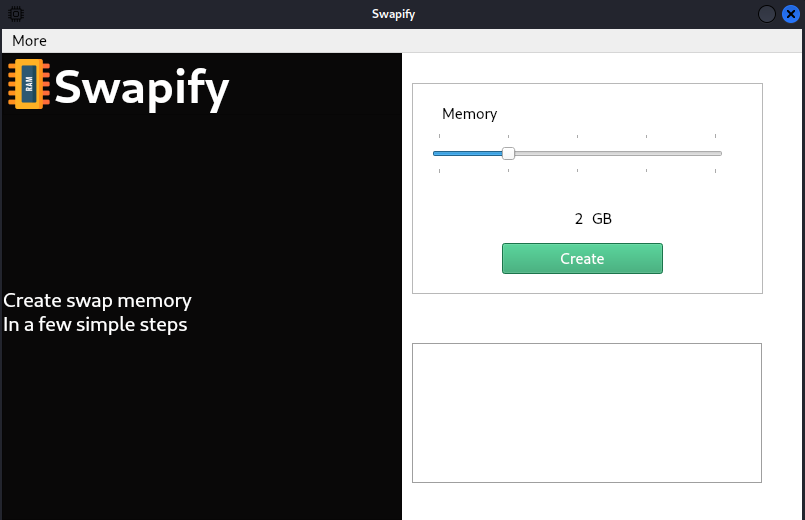 Swapify
More
RAM
Swapify
Create swap memory
In a few simple steps
Memory
2 GB
Create